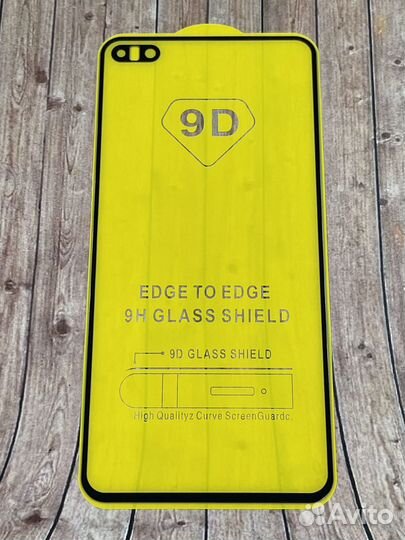 9D
EDGE TO EDGE
9H GLASS SHIELD
9D GLASS SHIELD
High Qualityz Curve ScreenGuardc.
Avito